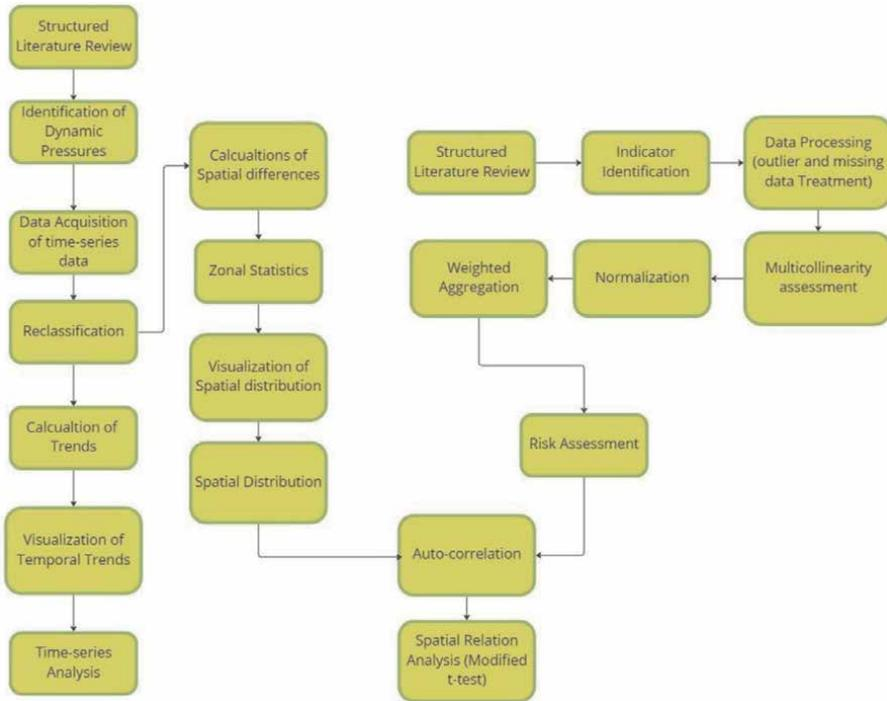 Structured
Literature Review
Identification of
Dynamic
Pressures
Data Acquisition
of time-series
data
Reclassification
Calcualtion of
Trends
Visualization of
Temporal Trends
Time-series
Analysis
Calcualtions of
Spatial differences
Zonal Statistics
Visualization of
Spatial distribution
Spatial Distribution
Structured
Literature Review
Indicator
Identification
Data Processing
(outlier and missing
data Treatment)
Multicollinearity
assessment
Normalization
Weighted
Aggregation
Risk Assessment
Auto-correlation
Spatial Relation
Analysis (Modified
t-test)